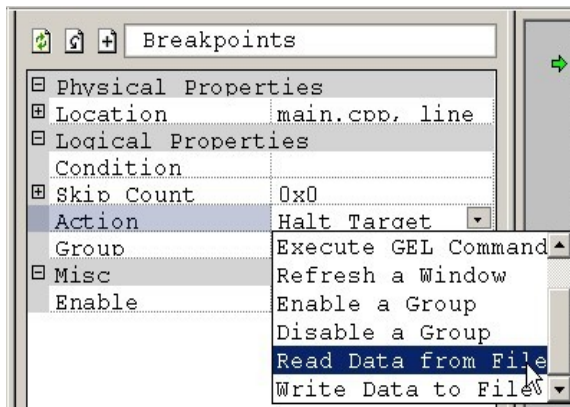 Breakpoints
Physical Properties
Location main.cpp, line
Logical Properties
Condition
Skip Count 0x0
Action Halt Target
Group
Execute GEL Command
Misc
Refresh a Window
Enable
Enable a Group
Disable a Group
Read Data from File
Write Data to File